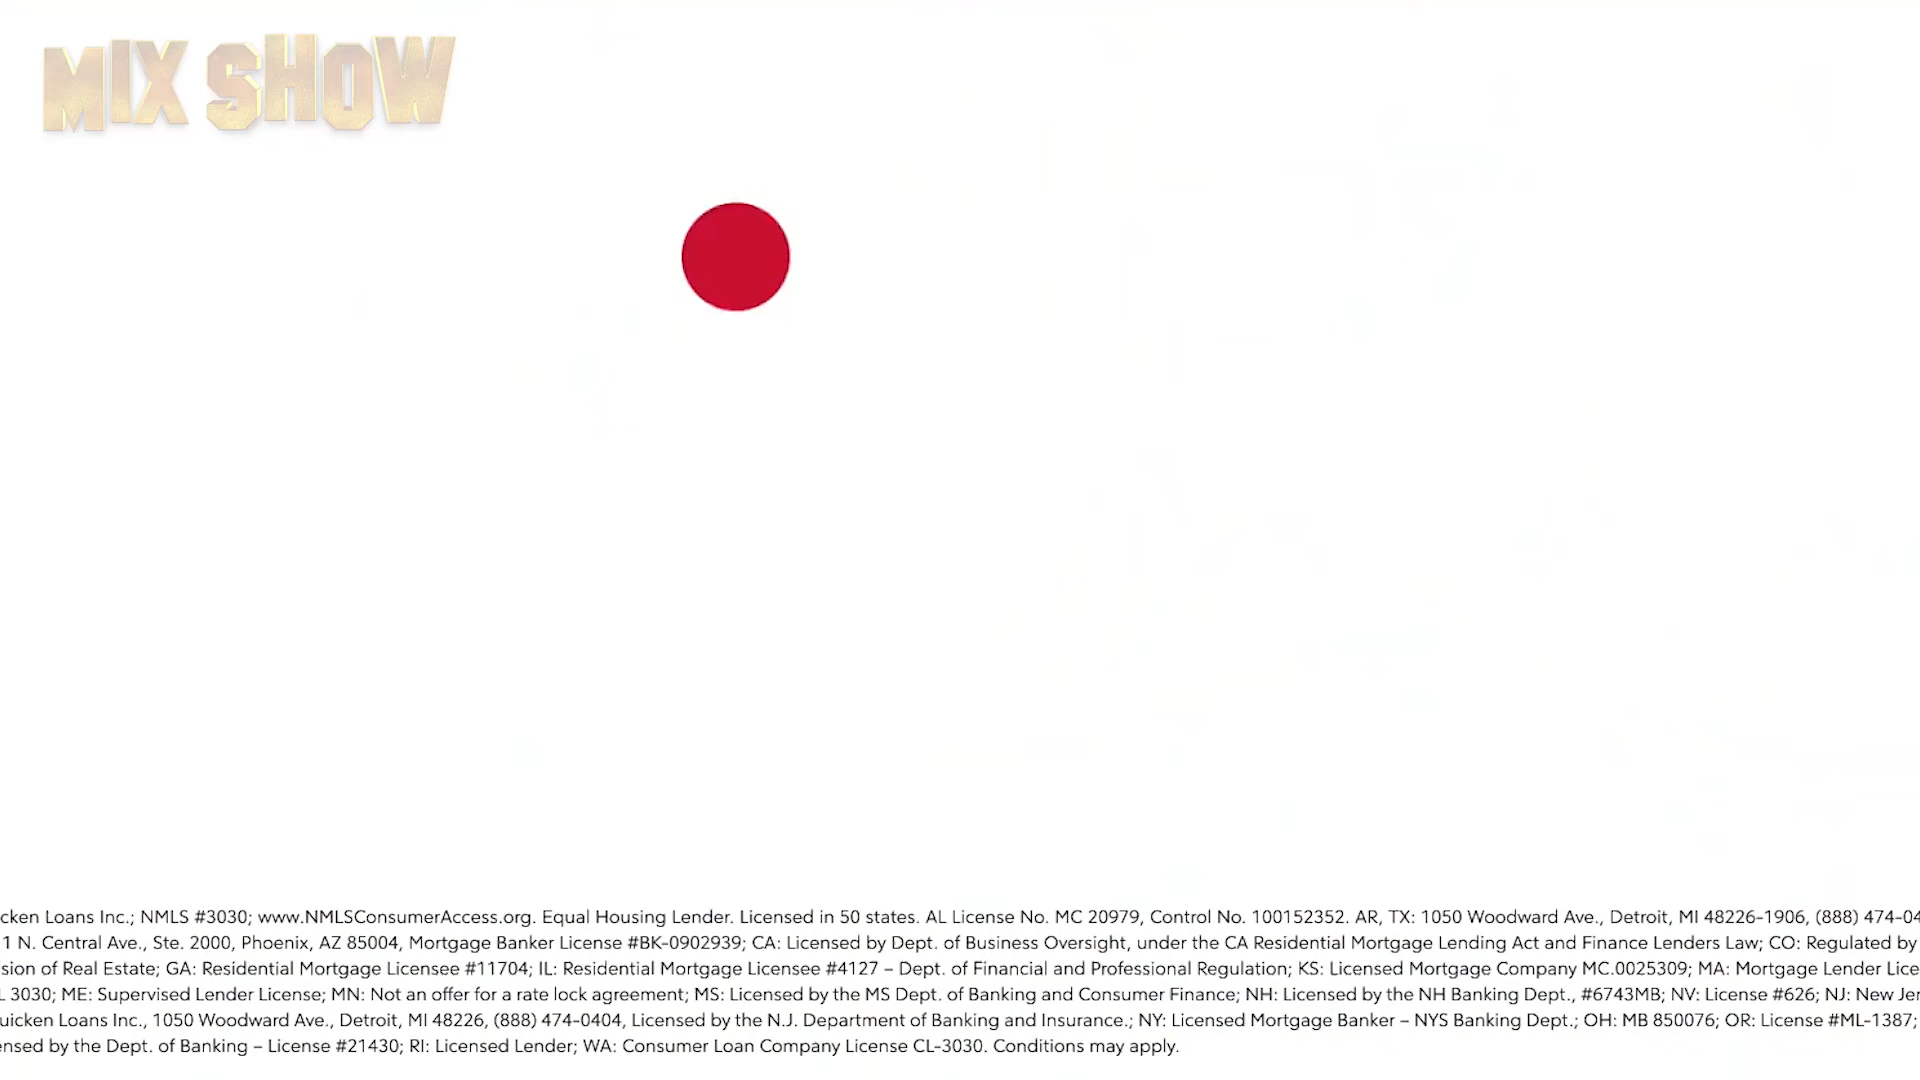 MIX SHOW
cken Loans Inc.; NMLS #3030; www.NMLSConsumerAccess.org. Equal Housing Lender. Licensed in 50 states. AL License No. MC 20979, Control No. 100152352. AR, TX: 1050 Woodward Ave., Detroit, MI 48226-1906, (888) 474-04
1 N. Central Ave., Ste. 2000, Phoenix, AZ 85004, Mortgage Banker License #BK-0902939; CA: Licensed by Dept. of Business Oversight, under the CA Residential Mortgage Lending Act and Finance Lenders Law; CO: Regulated by
sion of Real Estate; GA: Residential Mortgage Licensee #11704; IL: Residential Mortgage Licensee #4127 – Dept. of Financial and Professional Regulation; KS: Licensed Mortgage Company MC.0025309; MA: Mortgage Lender Lice
L 3030; ME: Supervised Lender License; MN: Not an offer for a rate lock agreement; MS: Licensed by the MS Dept. of Banking and Consumer Finance; NH: Licensed by the NH Banking Dept., #6743MB; NV: License #626; NJ: New Jer
uicken Loans Inc., 1050 Woodward Ave., Detroit, MI 48226, (888) 474-0404, Licensed by the N.J. Department of Banking and Insurance.; NY: Licensed Mortgage Banker – NYS Banking Dept.; OH: MB 850076; OR: License #ML-1387;
ensed by the Dept. of Banking – License #21430; RI: Licensed Lender; WA: Consumer Loan Company License CL-3030. Conditions may apply.